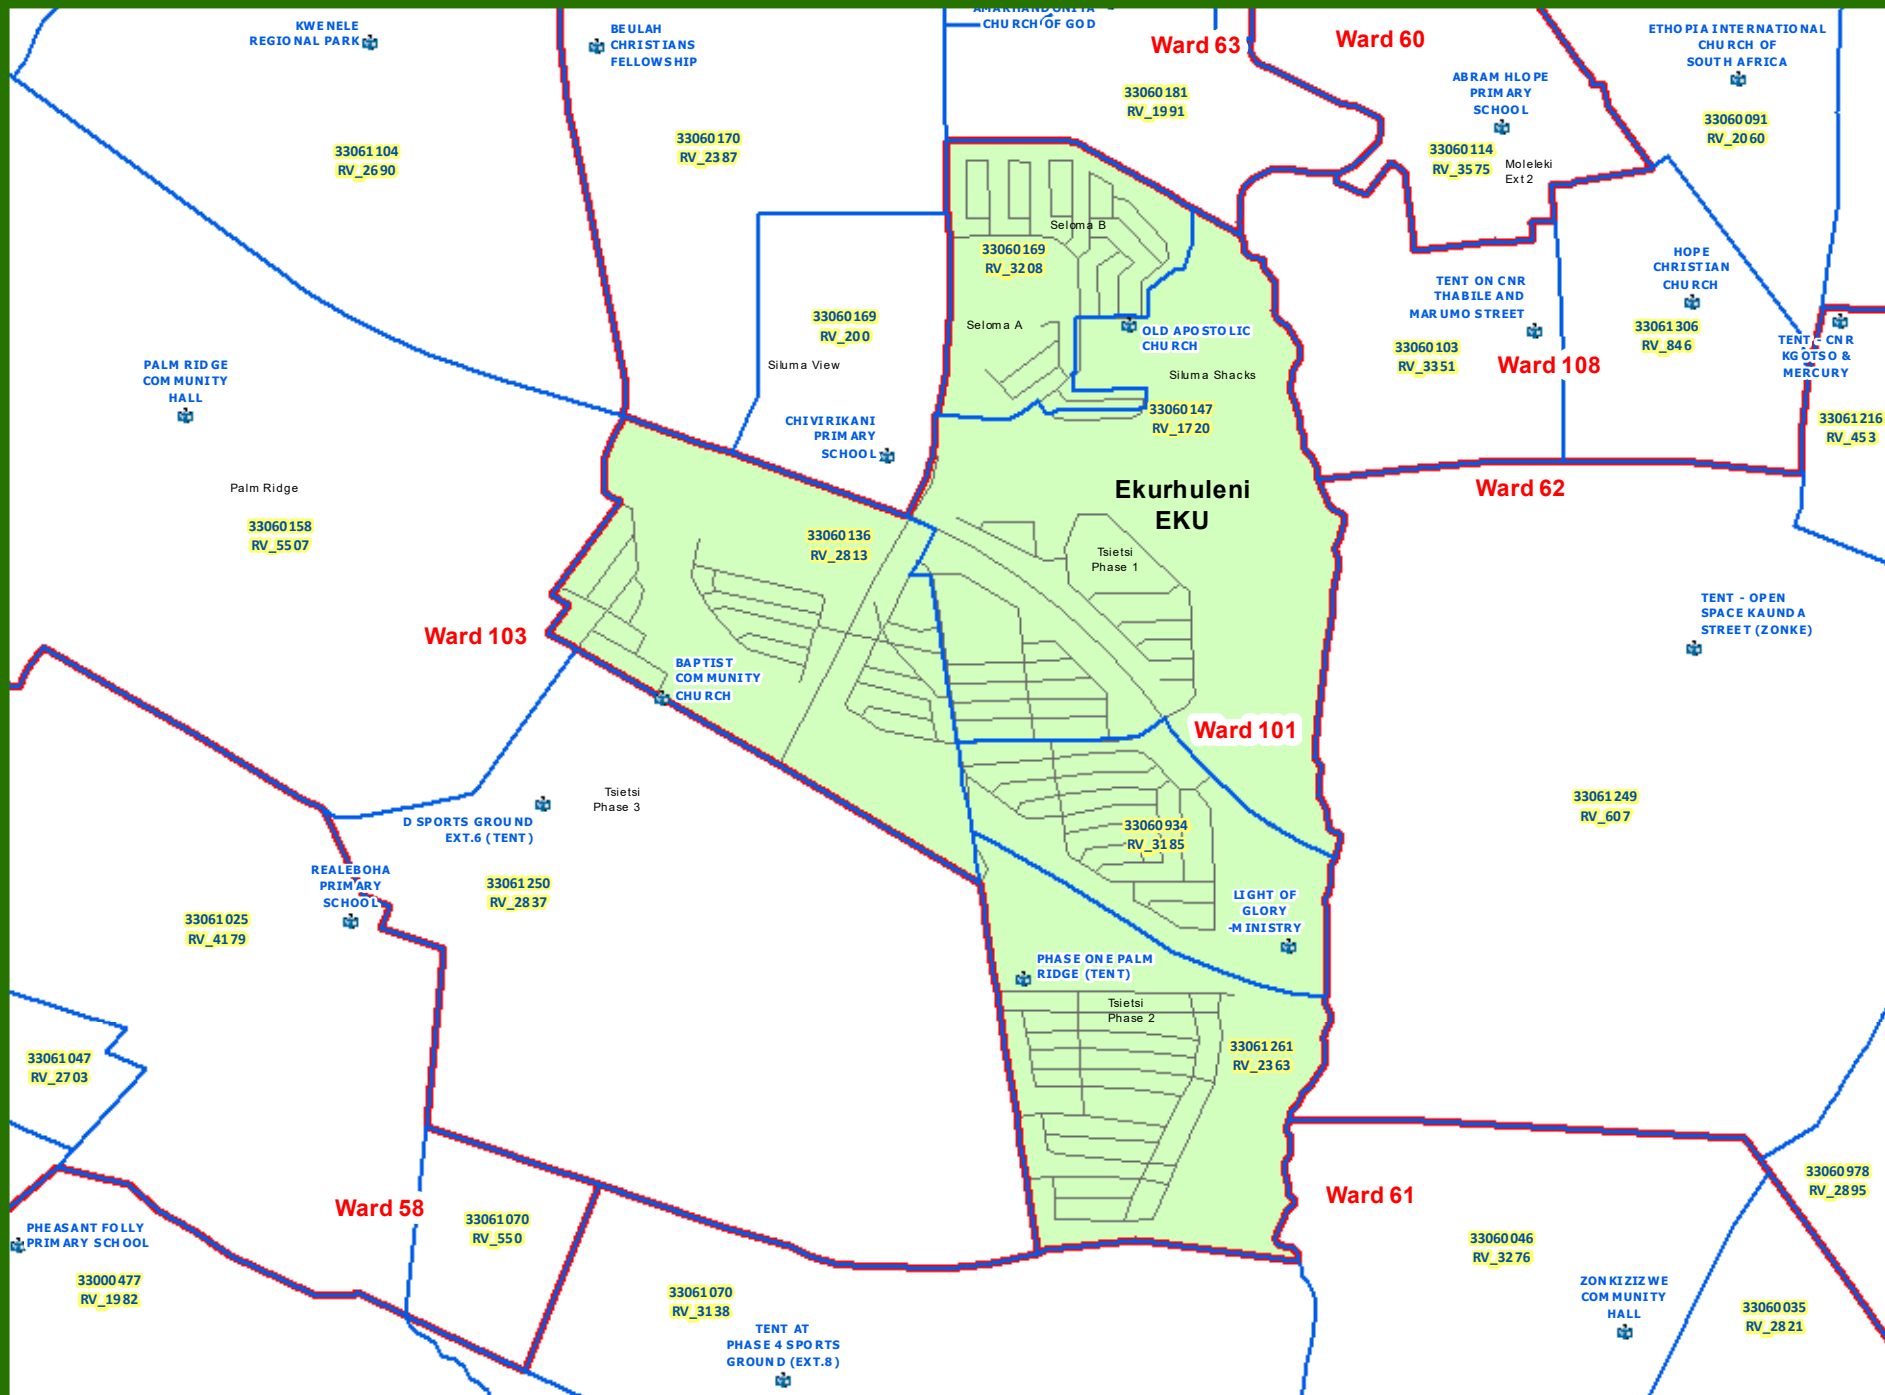 KWENELE
REGIONAL PARK
BEULAH
CHRISTIANS
FELLOWSHIP
CHURCH OF GOD
Ward 63
Ward 60
ETHOPIA INTERNATIONAL
CHURCH OF
SOUTH AFRICA
ABRAM HLOPE
PRIMARY
SCHOOL
33060181
RV_1991
33060091
RV_2060
33061104
RV_2690
33060170
RV_2387
33060114
RV_3575
Moleleki
Ext 2
Seloma B
33060169
RV_3208
HOPE
CHRISTIAN
CHURCH
TENT ON CNR
THABILE AND
MARUMO STREET
33060169
RV_200
Seloma A
OLD APOSTOLIC
CHURCH
33061306
RV_846
33060103
RV_3351
Ward 108
TENT - CNR
KGOTSO &
MERCURY
PALM RIDGE
COMMUNITY
HALL
Siluma View
Siluma Shacks
33060147
RV_1720
CHIVIRIKANI
PRIMARY
SCHOOL
33061216
RV_453
Palm Ridge
Ekurhuleni
EKU
Ward 62
33060158
RV_5507
33060136
RV_2813
Tsietsi
Phase 1
Ward 103
TENT - OPEN
SPACE KAUNDA
STREET (ZONKE)
BAPTIST
COMMUNITY
CHURCH
Ward 101
Tsietsi
Phase 3
D SPORTS GROUND
EXT.6 (TENT)
33061249
RV_607
33060934
RV_3185
REALEBOHA
PRIMARY
SCHOOL
33061250
RV_2837
LIGHT OF
GLORY
-MINISTRY
33061025
RV_4179
PHASE ONE PALM
RIDGE (TENT)
Tsietsi
Phase 2
33061047
RV_2703
33061261
RV_2363
33060978
RV_2895
Ward 58
Ward 61
33061070
RV_550
PHEASANT FOLLY
PRIMARY SCHOOL
33060046
RV_3276
33000477
RV_1982
33061070
RV_3138
ZONKIZIZWE
COMMUNITY
HALL
33060035
RV_2821
TENT AT
PHASE 4 SPORTS
GROUND (EXT.8)